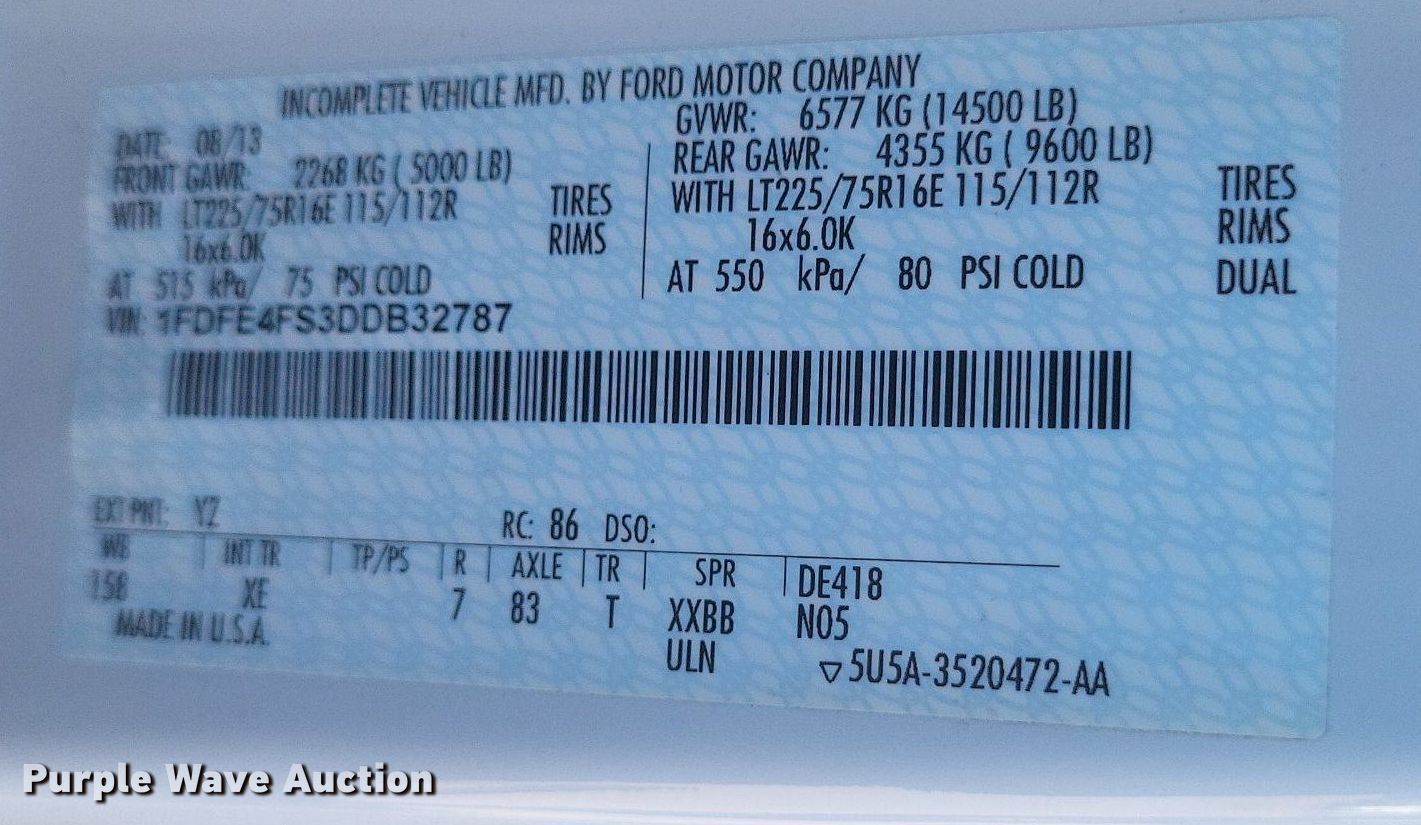 INCOMPLETE VEHICLE MFD. BY FORD MOTOR COMPANY
DATE: 08/13
GVWR: 6577 KG (14500 LB)
FRONT GAWR: 2268 KG ( 5000 LB)
REAR GAWR: 4355 KG ( 9600 LB)
WITH LT225/75R16E 115/112R TIRES
WITH LT225/75R16E 115/112R TIRES
16x6.0K RIMS
16x6.0K RIMS
AT 515 kPa/ 75 PSI COLD
AT 550 kPa/ 80 PSI COLD DUAL
VIN: 1FDFE4FS3DDB32787
EXT PNT: YZ RC: 86 DSO:
WB INT TR TP/PS R AXLE TR SPR DE418
158 XE 7 83 T XXBB N05
MADE IN U.S.A. ULN
▽5U5A-3520472-AA
Purple Wave Auction